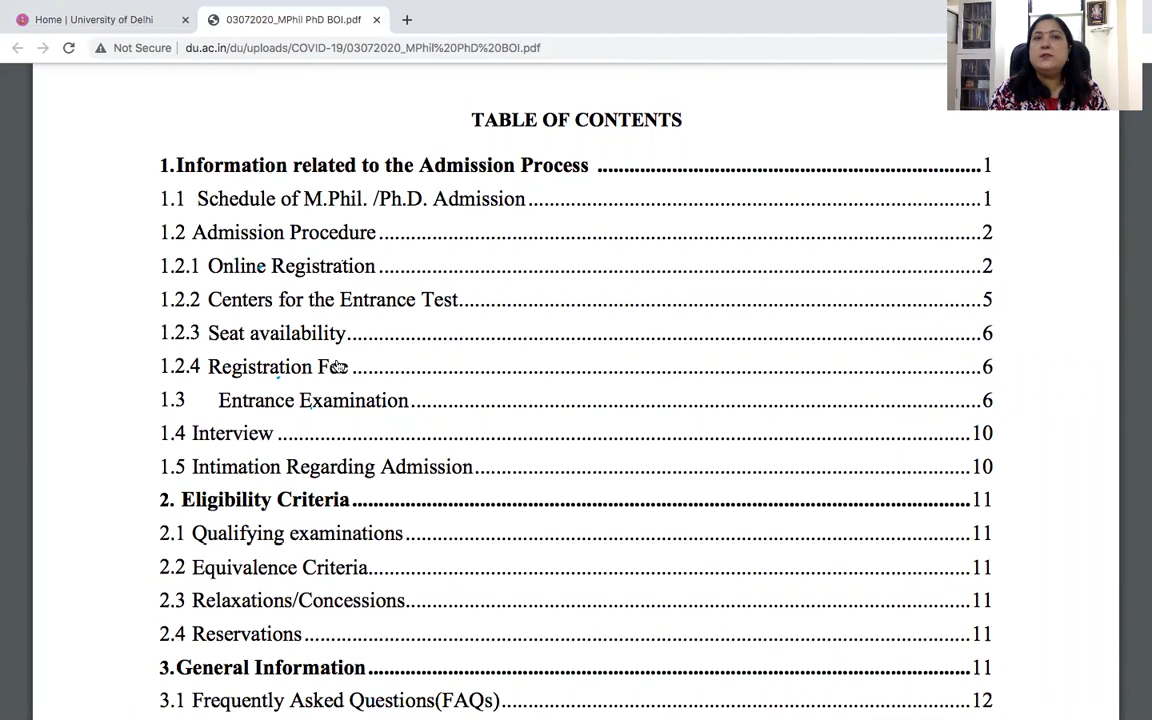 Home | University of Delhi
03072020_MPhil PhD BOI.pdf
Not Secure
du.ac.in/du/uploads/COVID-19/03072020_MPhil%20PhD%20BOI.pdf
TABLE OF CONTENTS
1.Information related to the Admission Process ........................................................ 1
1.1 Schedule of M.Phil. /Ph.D. Admission........................................................ 1
1.2 Admission Procedure........................................................ 2
1.2.1 Online Registration........................................................ 2
1.2.2 Centers for the Entrance Test........................................................ 5
1.2.3 Seat availability........................................................ 6
1.2.4 Registration Fee ........................................................ 6
1.3 Entrance Examination........................................................ 6
1.4 Interview ........................................................ 10
1.5 Intimation Regarding Admission........................................................ 10
2. Eligibility Criteria........................................................ 11
2.1 Qualifying examinations........................................................ 11
2.2 Equivalence Criteria........................................................ 11
2.3 Relaxations/Concessions........................................................ 11
2.4 Reservations........................................................ 11
3.General Information........................................................ 11
3.1 Frequently Asked Questions(FAQs)........................................................ 12